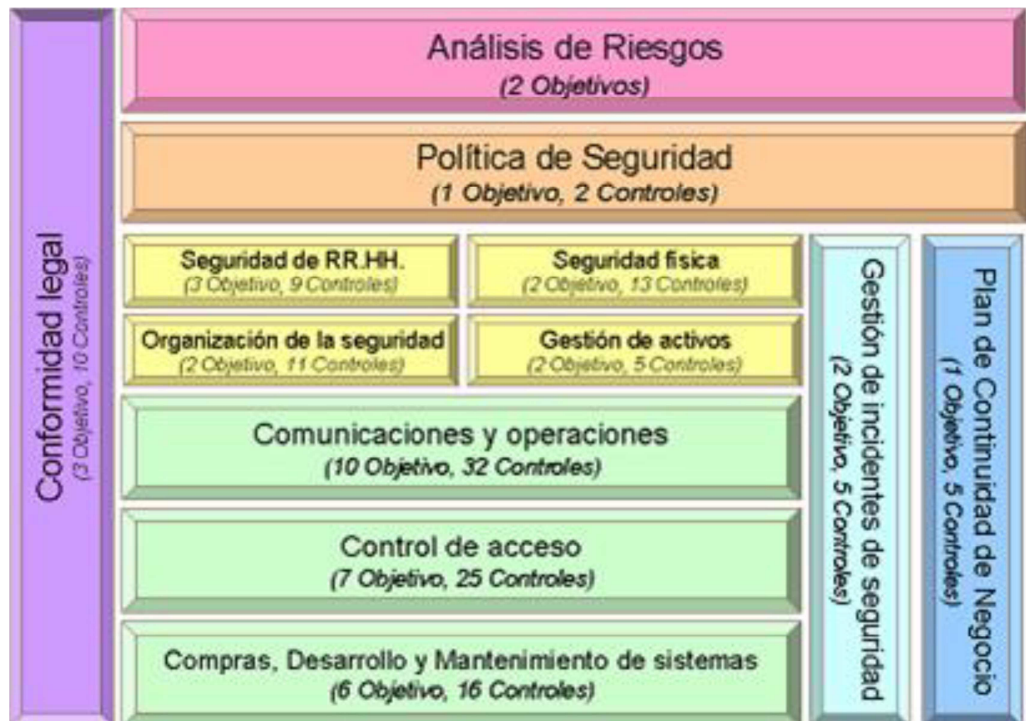 Análisis de Riesgos
(2 Objetivos)
Política de Seguridad
(1 Objetivo, 2 Controles)
Conformidad legal
(3 Objetivo, 10 Controles)
Seguridad de RR.HH.
(3 Objetivo, 9 Controles)
Seguridad física
(2 Objetivo, 13 Controles)
Organización de la seguridad
(2 Objetivo, 11 Controles)
Gestión de activos
(2 Objetivo, 5 Controles)
Comunicaciones y operaciones
(10 Objetivo, 32 Controles)
Control de acceso
(7 Objetivo, 25 Controles)
Compras, Desarrollo y Mantenimiento de sistemas
(6 Objetivo, 16 Controles)
Gestión de incidentes de seguridad
(2 Objetivo, 5 Controles)
Plan de Continuidad de Negocio
(1 Objetivo, 5 Controles)